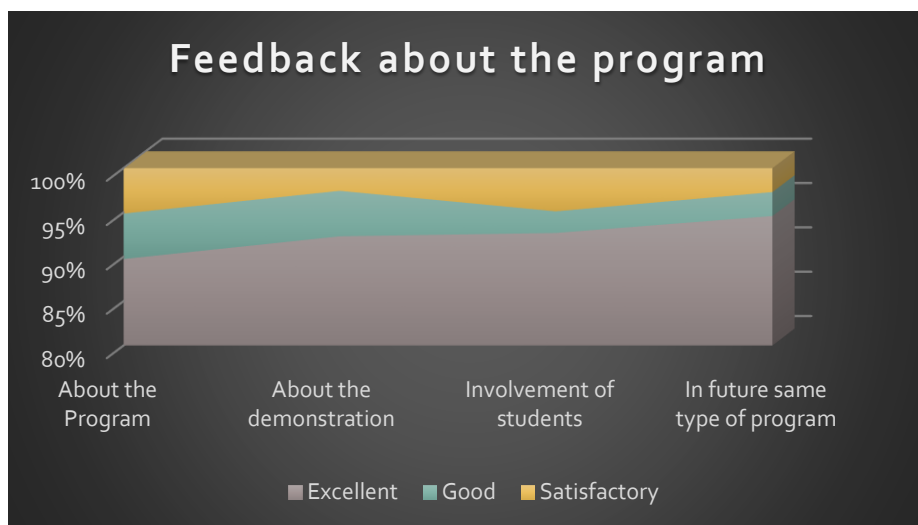 Feedback about the program
100%
95%
90%
85%
80%
About the
Program
About the
demonstration
Involvement of
students
In future same
type of program
Excellent
Good
Satisfactory